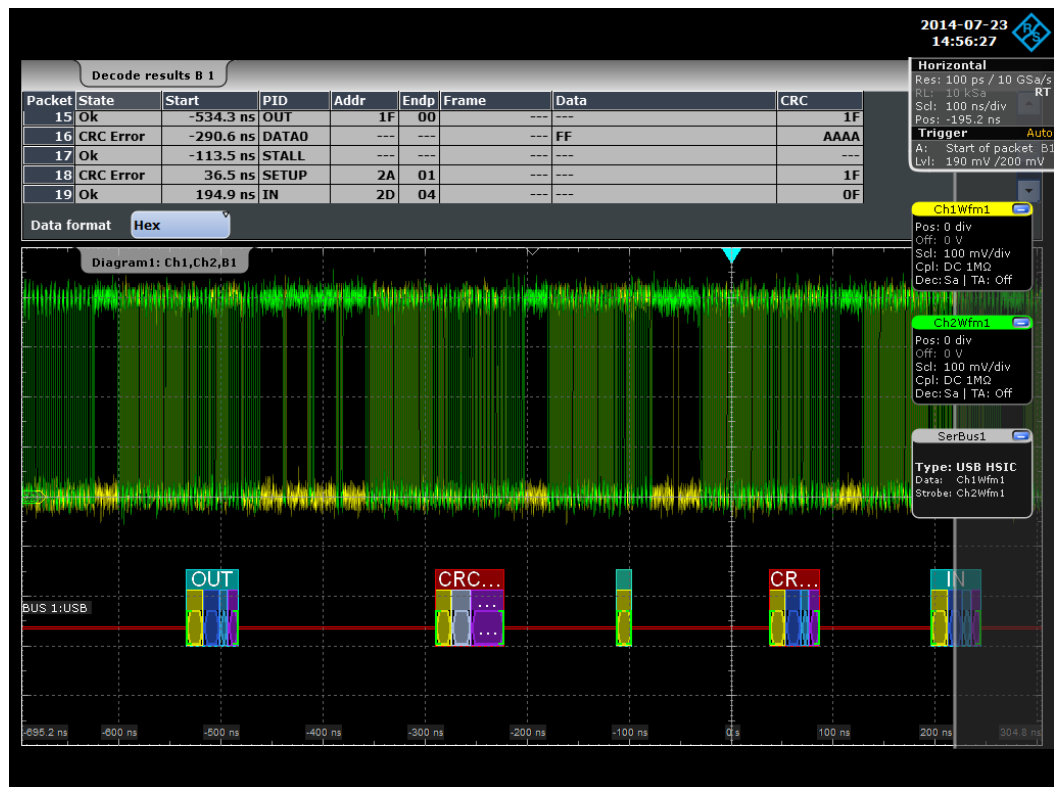 2014-07-23
14:56:27
R&S
Decode results B 1
Packet State Start PID Addr Endp Frame Data CRC
15 Ok -534.3 ns OUT 1F 00 --- --- 1F
16 CRC Error -290.6 ns DATA0 --- --- --- FF AAAA
17 Ok -113.5 ns STALL --- --- --- --- ---
18 CRC Error 36.5 ns SETUP 2A 01 --- --- 1F
19 Ok 194.9 ns IN 2D 04 --- --- 0F
Data format Hex
Horizontal
Res: 100 ps / 10 GSa/s
RL: 10 kSa RT
Scl: 100 ns/div
Pos: -195.2 ns
Trigger Auto
A: Start of packet B1
Lvl: 190 mV /200 mV
Diagram1: Ch1,Ch2,B1
Ch1Wfm1
Pos: 0 div
Off: 0 V
Scl: 100 mV/div
Cpl: DC 1MΩ
Dec: Sa | TA: Off
Ch2Wfm1
Pos: 0 div
Off: 0 V
Scl: 100 mV/div
Cpl: DC 1MΩ
Dec: Sa | TA: Off
SerBus1
Type: USB HSIC
Data: Ch1Wfm1
Strobe: Ch2Wfm1
OUT CRC... CR... IN
... 
BUS 1:USB
...
-695.2 ns -600 ns -500 ns -400 ns -300 ns -200 ns -100 ns 0 s 100 ns 200 ns 304.8 ns